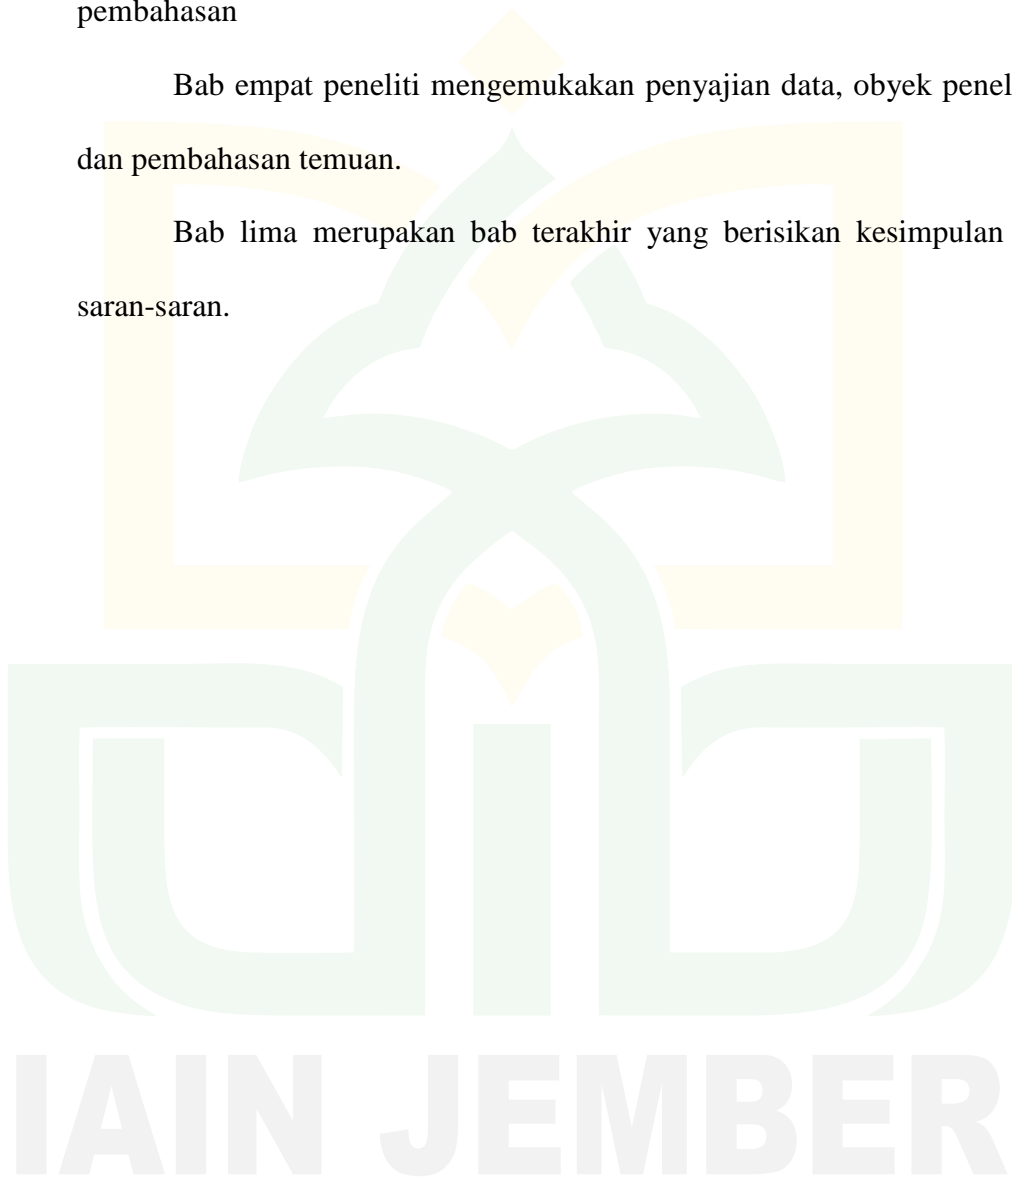 pembahasan
Bab empat peneliti mengemukakan penyajian data, obyek penel
dan pembahasan temuan.
Bab lima merupakan bab terakhir yang berisikan kesimpulan
saran-saran.
IAIN JEMBER